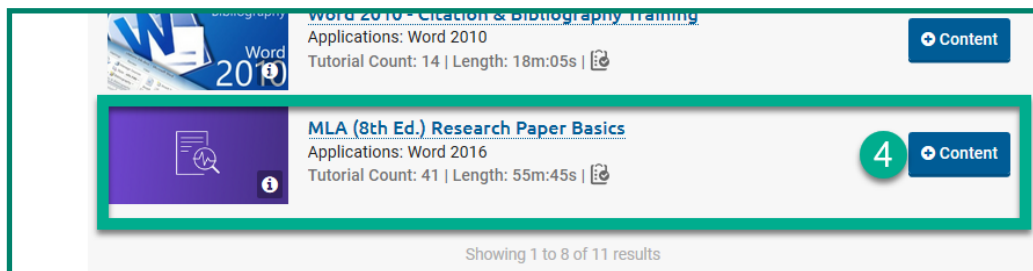 Bibliography
Word 2010 - Citation & Bibliography Training
Applications: Word 2010
Word
2010
Tutorial Count: 14 | Length: 18m:05s |
Content
MLA (8th Ed.) Research Paper Basics
Applications: Word 2016
Tutorial Count: 41 | Length: 55m:45s |
4
Content
Showing 1 to 8 of 11 results